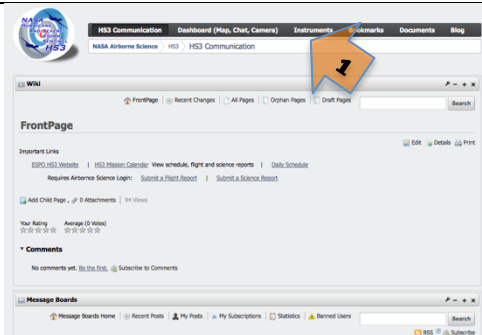 NASA
HURRICANE
AND SEVERE
STORM
SENTINEL
HS3
HS3 Communication Dashboard (Map, Chat, Camera) Instruments Bookmarks Documents Blog
NASA Airborne Science HS3 HS3 Communication
1
Wiki
FrontPage Recent Changes All Pages Orphan Pages Draft Pages Search
FrontPage
Edit Details Print
Important Links
ESPO HS3 Website | HS3 Mission Calendar View schedule, flight and science reports | Daily Schedule
Requires Airborne Science Login: Submit a Flight Report | Submit a Science Report
Add Child Page , 0 Attachments 94 Views
Your Rating Average (0 Votes)
Comments
No comments yet. Be the first. Subscribe to Comments
Message Boards
Message Boards Home Recent Posts My Posts My Subscriptions Statistics Banned Users Search
RSS Subscribe